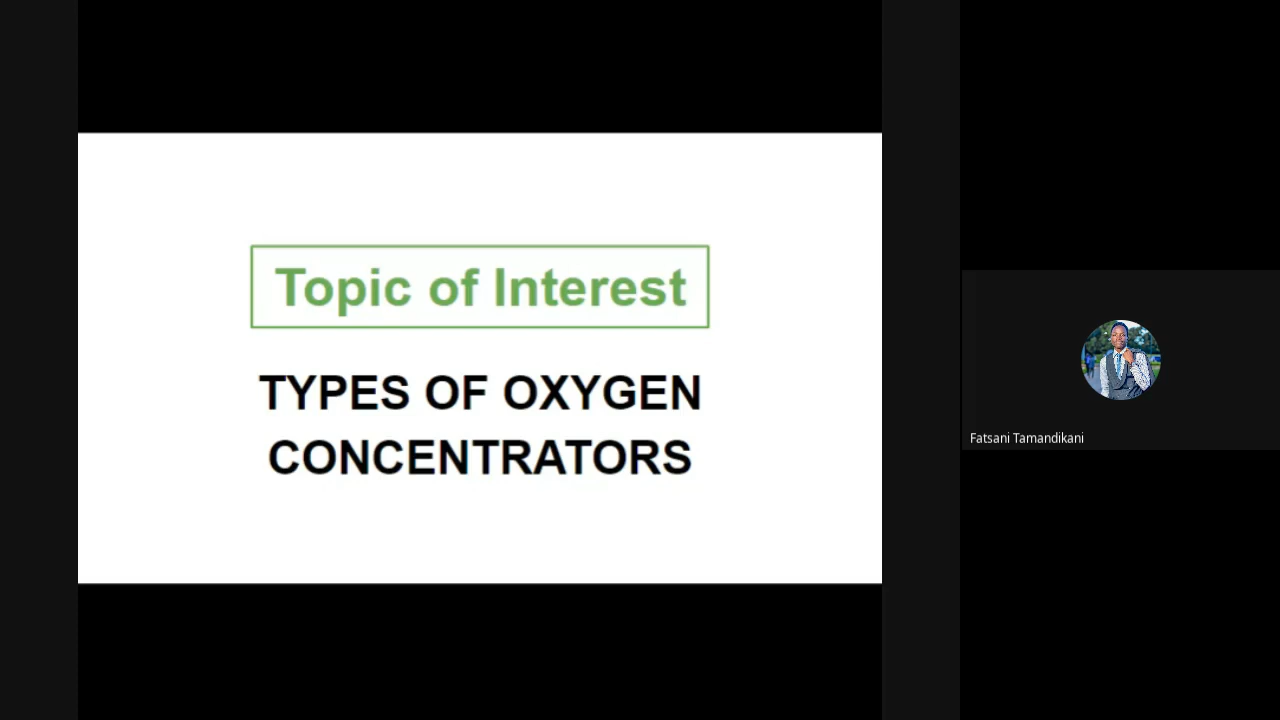 Topic of Interest
TYPES OF OXYGEN
CONCENTRATORS
Fatsani Tamandikani